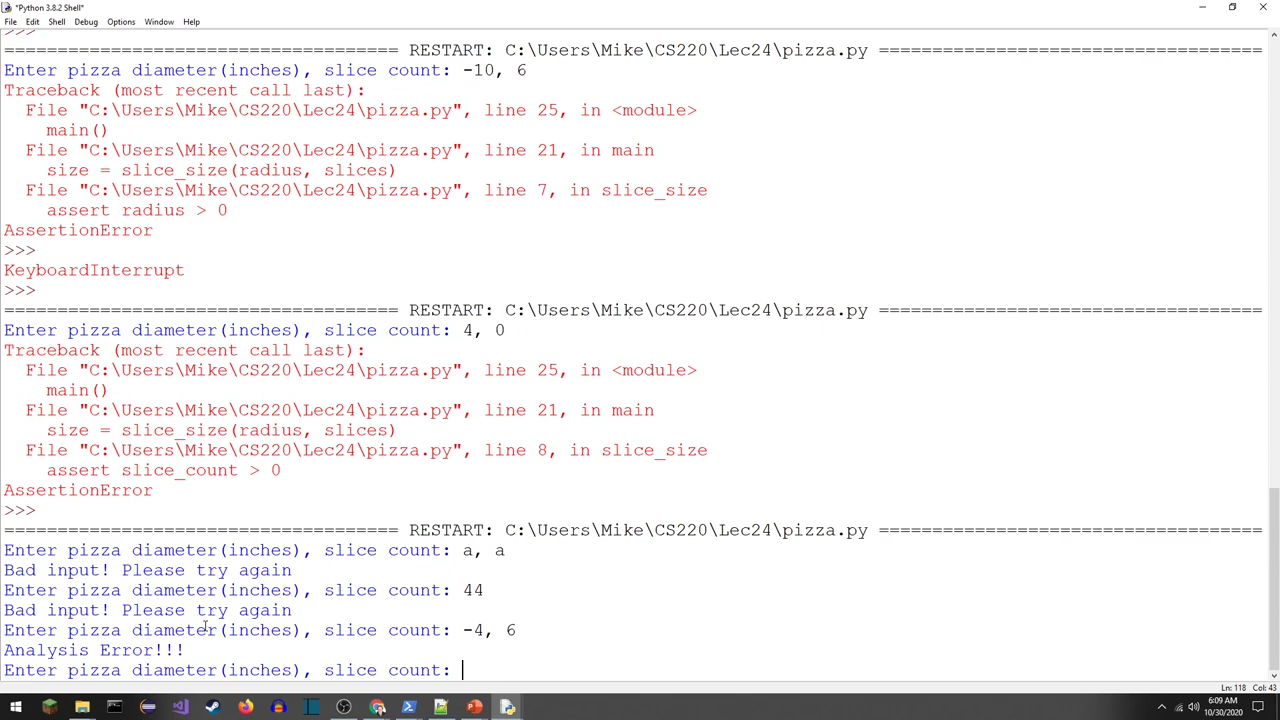 *Python 3.8.2 Shell*
File Edit Shell Debug Options Window Help
>>>
==================================== RESTART: C:\Users\Mike\CS220\Lec24\pizza.py ====================================
Enter pizza diameter(inches), slice count: -10, 6
Traceback (most recent call last):
  File "C:\Users\Mike\CS220\Lec24\pizza.py", line 25, in <module>
    main()
  File "C:\Users\Mike\CS220\Lec24\pizza.py", line 21, in main
    size = slice_size(radius, slices)
  File "C:\Users\Mike\CS220\Lec24\pizza.py", line 7, in slice_size
    assert radius > 0
AssertionError
>>>
KeyboardInterrupt
>>>
==================================== RESTART: C:\Users\Mike\CS220\Lec24\pizza.py ====================================
Enter pizza diameter(inches), slice count: 4, 0
Traceback (most recent call last):
  File "C:\Users\Mike\CS220\Lec24\pizza.py", line 25, in <module>
    main()
  File "C:\Users\Mike\CS220\Lec24\pizza.py", line 21, in main
    size = slice_size(radius, slices)
  File "C:\Users\Mike\CS220\Lec24\pizza.py", line 8, in slice_size
    assert slice_count > 0
AssertionError
>>>
==================================== RESTART: C:\Users\Mike\CS220\Lec24\pizza.py ====================================
Enter pizza diameter(inches), slice count: a, a
Bad input! Please try again
Enter pizza diameter(inches), slice count: 44
Bad input! Please try again
Enter pizza diameter(inches), slice count: -4, 6
Analysis Error!!!
Enter pizza diameter(inches), slice count:
Ln: 118 Col: 43
6:09 AM
10/30/2020